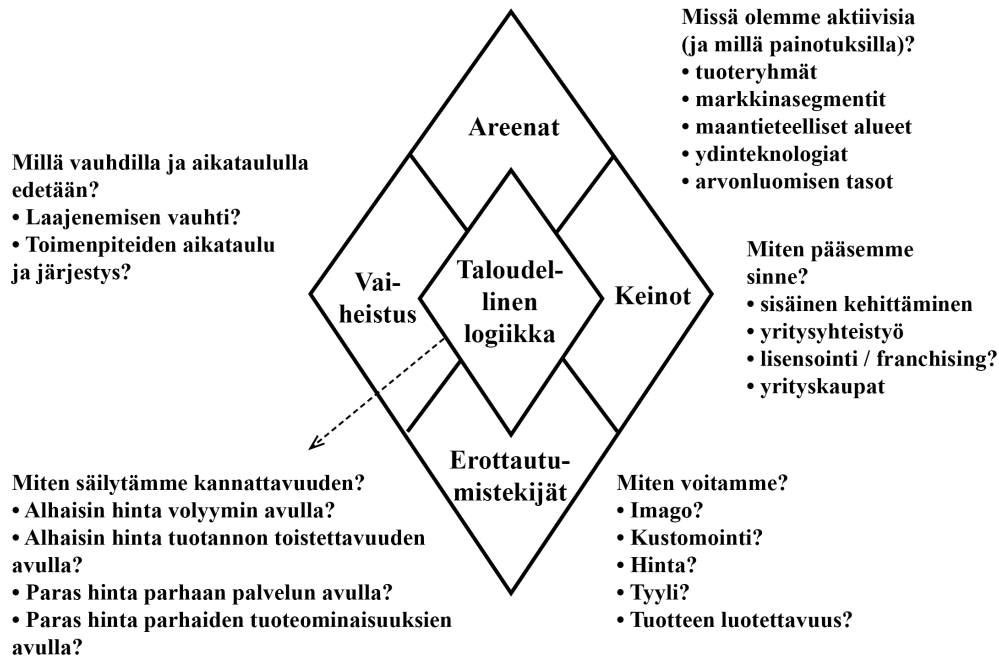 Missä olemme aktiivisia
(ja millä painotuksilla)?
• tuoteryhmät
• markkinasegmentit
• maantieteelliset alueet
• ydinteknologiat
• arvonluomisen tasot
Areenat
Millä vauhdilla ja aikataululla
edetään?
• Laajenemisen vauhti?
• Toimenpiteiden aikataulu
ja järjestys?
Vai-
heistus
Taloudel-
linen
logiikka
Keinot
Miten pääsemme
sinne?
• sisäinen kehittäminen
• yritysyhteistyö
• lisensointi / franchising?
• yrityskaupat
Erottautu-
mistekijät
Miten säilytämme kannattavuuden?
• Alhaisin hinta volyymin avulla?
• Alhaisin hinta tuotannon toistettavuuden
avulla?
• Paras hinta parhaan palvelun avulla?
• Paras hinta parhaiden tuoteominaisuuksien
avulla?
Miten voitamme?
• Imago?
• Kustomointi?
• Hinta?
• Tyyli?
• Tuotteen luotettavuus?